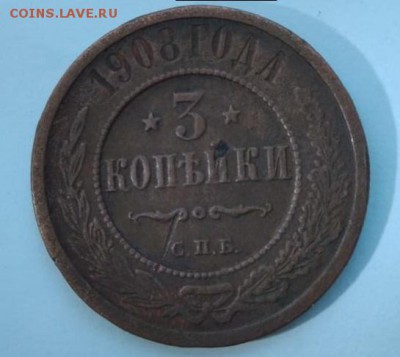 COINS.LAVE.RU
1908 ГОДА
★ 3 ★
КОПѢЙКИ
С.П.Б.